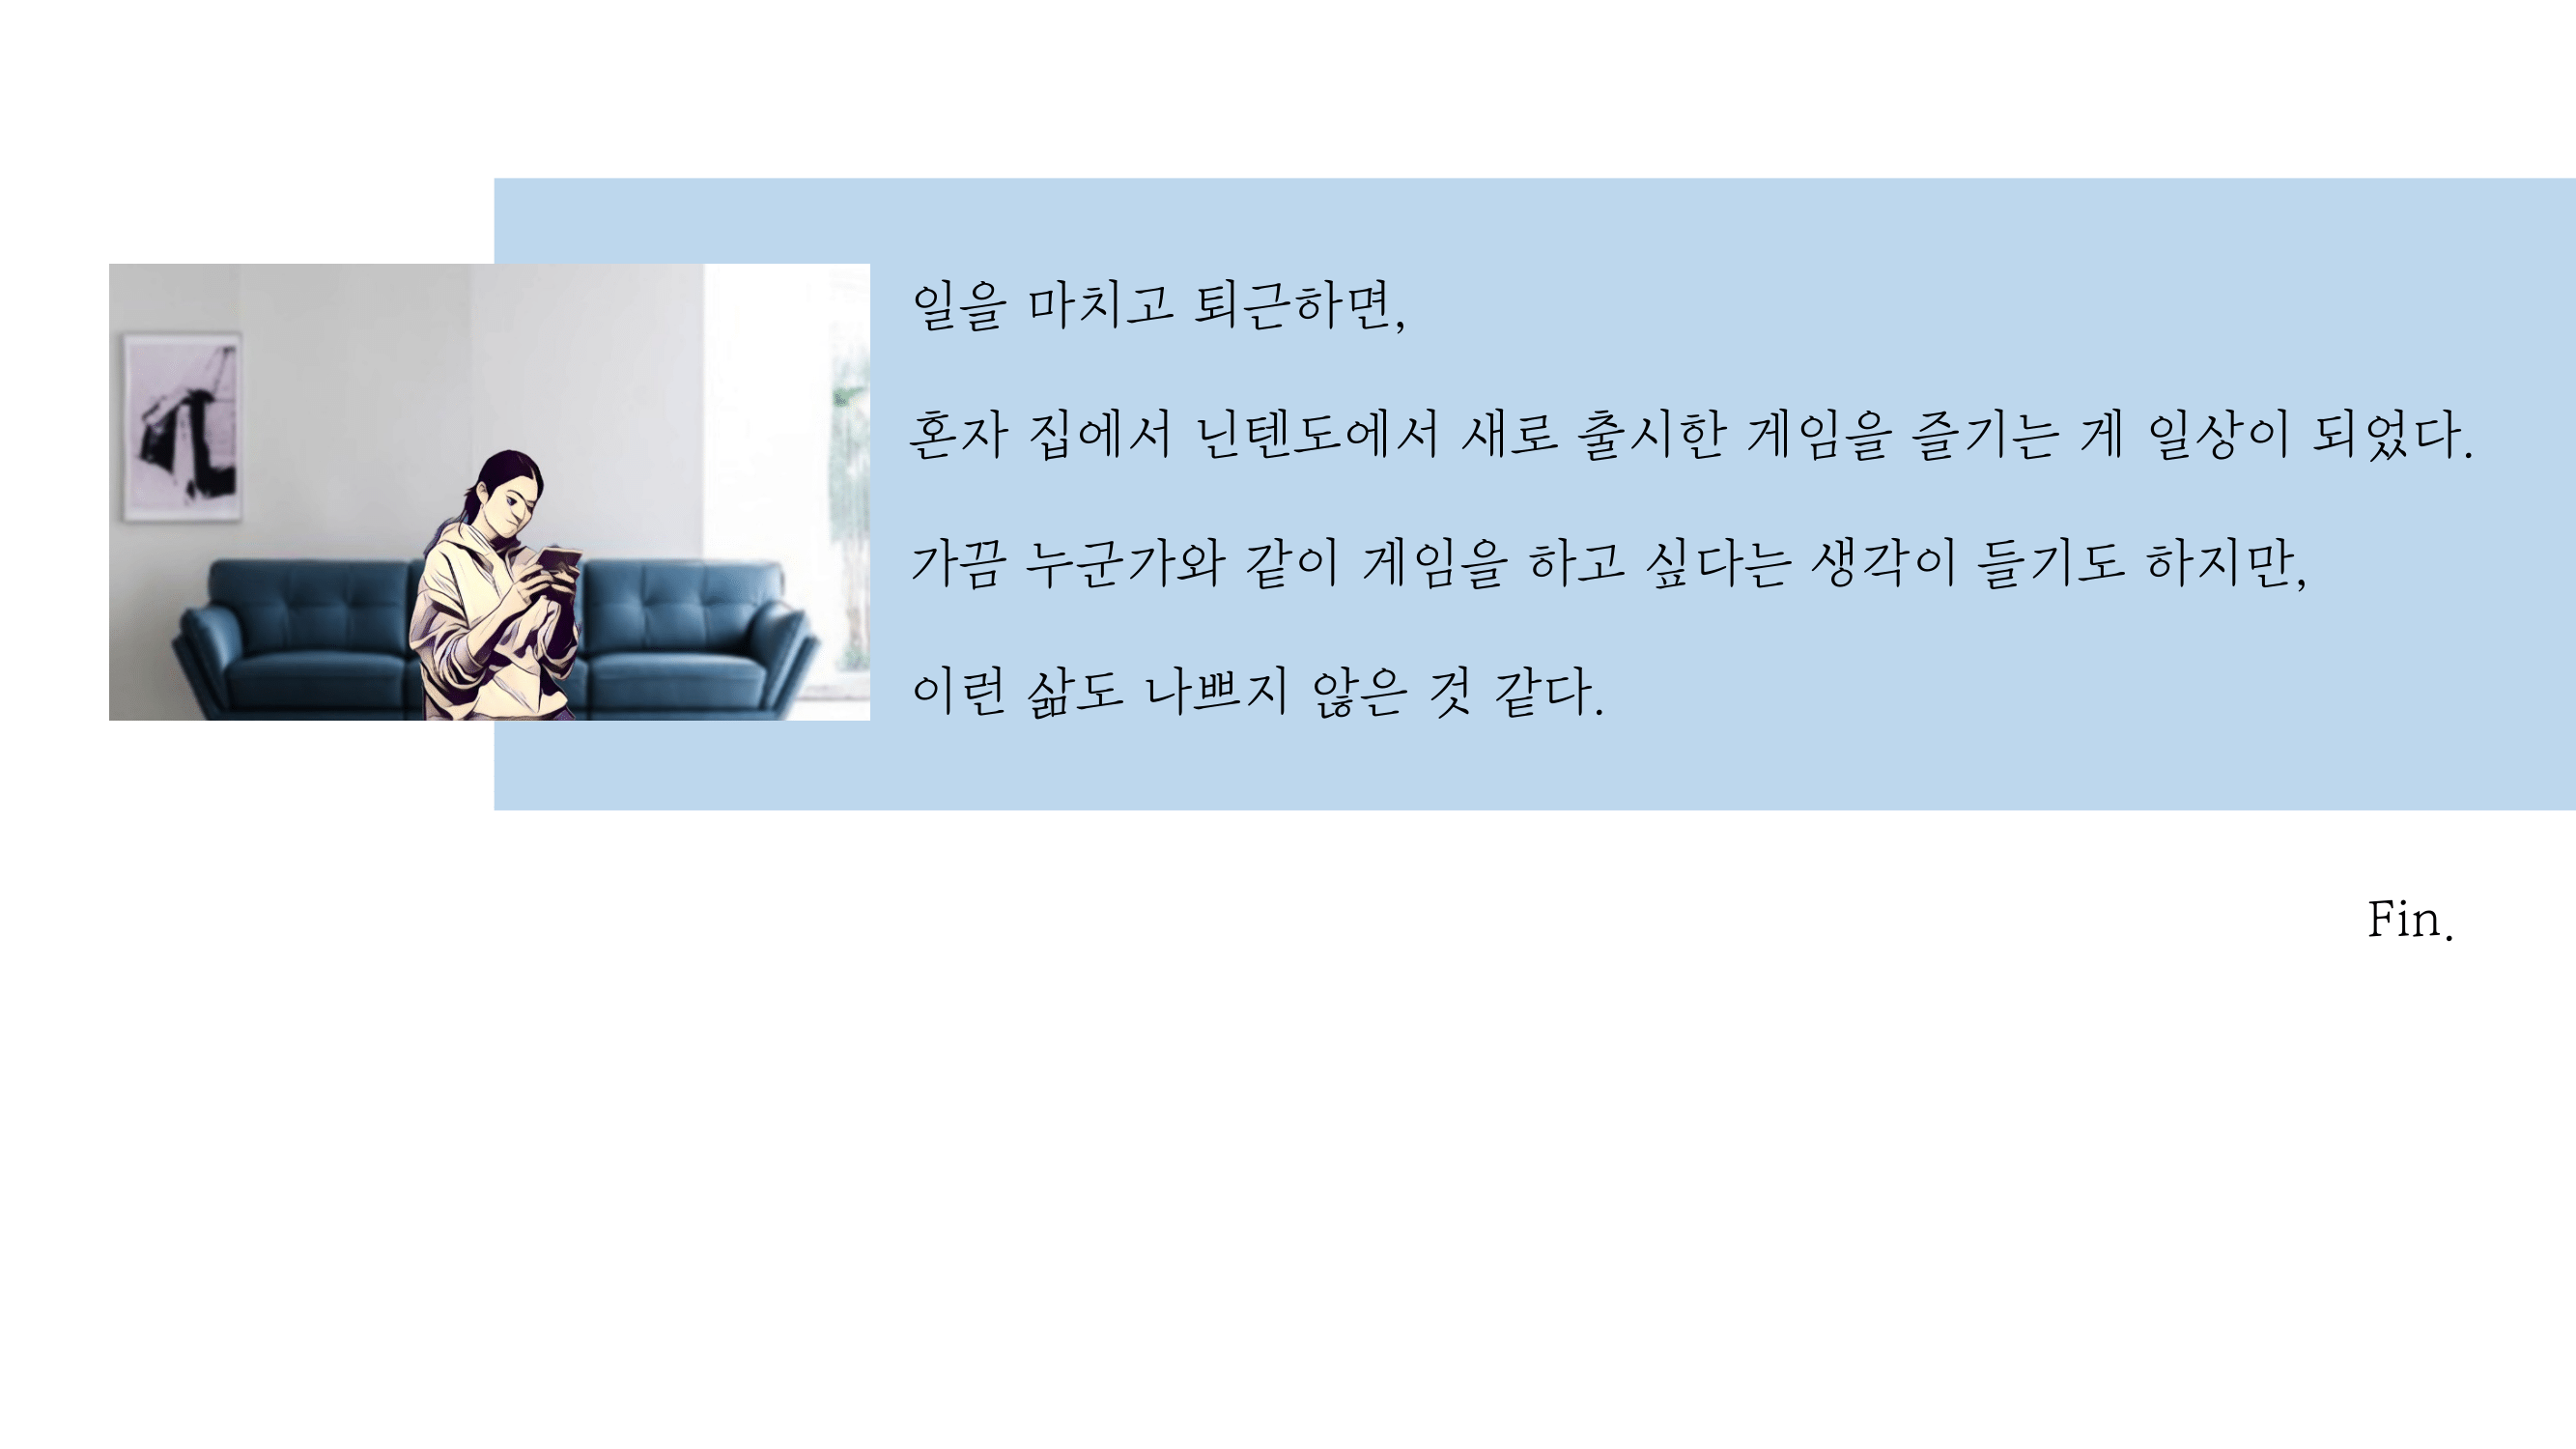 일을 마치고 퇴근하면,
혼자 집에서 닌텐도에서 새로 출시한 게임을 즐기는 게 일상이 되었다.
가끔 누군가와 같이 게임을 하고 싶다는 생각이 들기도 하지만,
이런 삶도 나쁘지 않은 것 같다.
Fin.